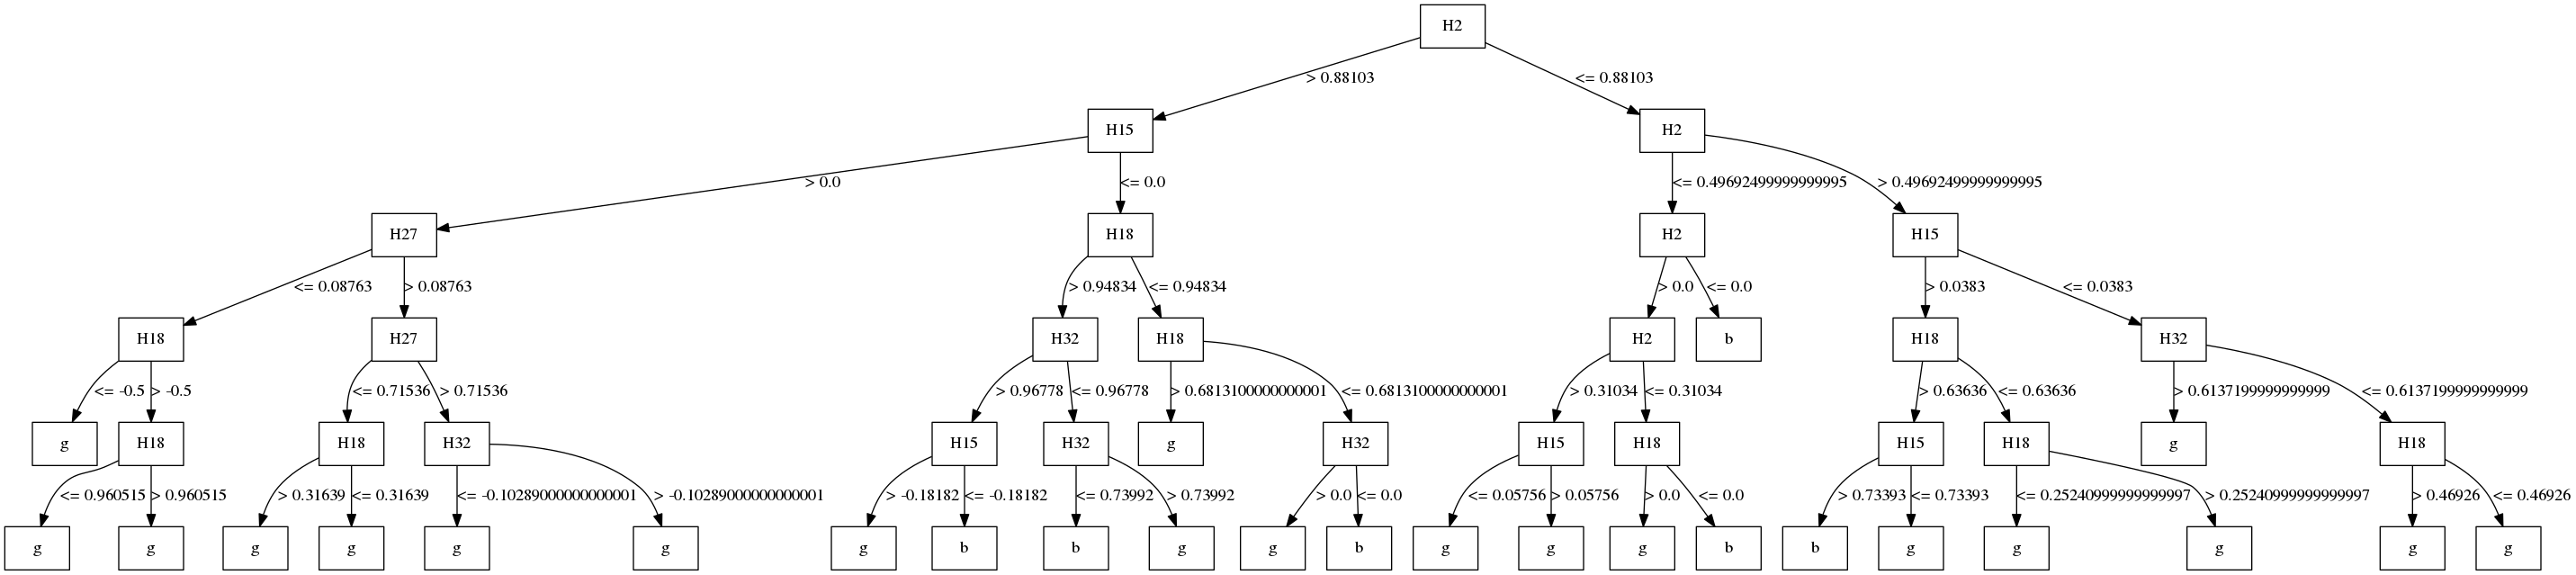 H2
> 0.88103 <= 0.88103
H15 H2
> 0.0 <= 0.0 <= 0.49692499999999995 > 0.49692499999999995
H27 H18 H2 H15
<= 0.08763 > 0.08763 > 0.94834 <= 0.94834 > 0.0 <= 0.0 > 0.0383 <= 0.0383
H18 H27 H32 H18 H2 b H18 H32
<= -0.5 > -0.5 <= 0.71536 > 0.71536 > 0.96778 <= 0.96778 > 0.6813100000000001 <= 0.6813100000000001 > 0.31034 <= 0.31034 > 0.63636 <= 0.63636 > 0.6137199999999999 <= 0.6137199999999999
g H18 H18 H32 H15 H32 g H32 H15 H18 H15 H18 g H18
<= 0.960515 > 0.960515 > 0.31639 <= 0.31639 <= -0.10289000000000001 > -0.10289000000000001 > -0.18182 <= -0.18182 <= 0.73992 > 0.73992 > 0.0 <= 0.0 <= 0.05756 > 0.05756 > 0.0 <= 0.0 > 0.73393 <= 0.73393 <= 0.25240999999999997 > 0.25240999999999997 > 0.46926 <= 0.46926
g g g g g g g b b g g b g g g b b g g g g g